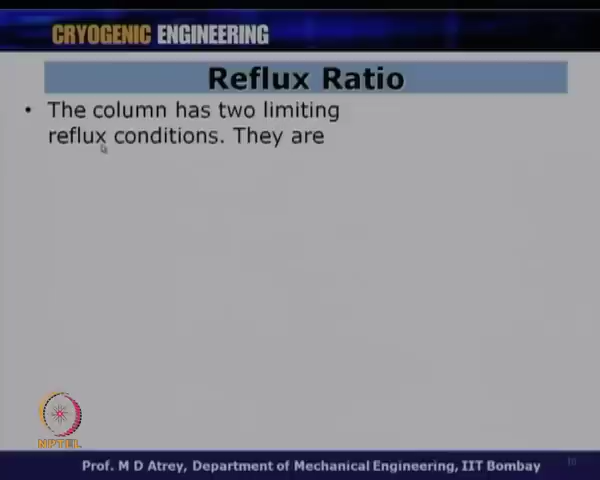 CRYOGENIC ENGINEERING
Reflux Ratio
• The column has two limiting
reflux conditions. They are
NPTEL
Prof. M D Atrey, Department of Mechanical Engineering, IIT Bombay